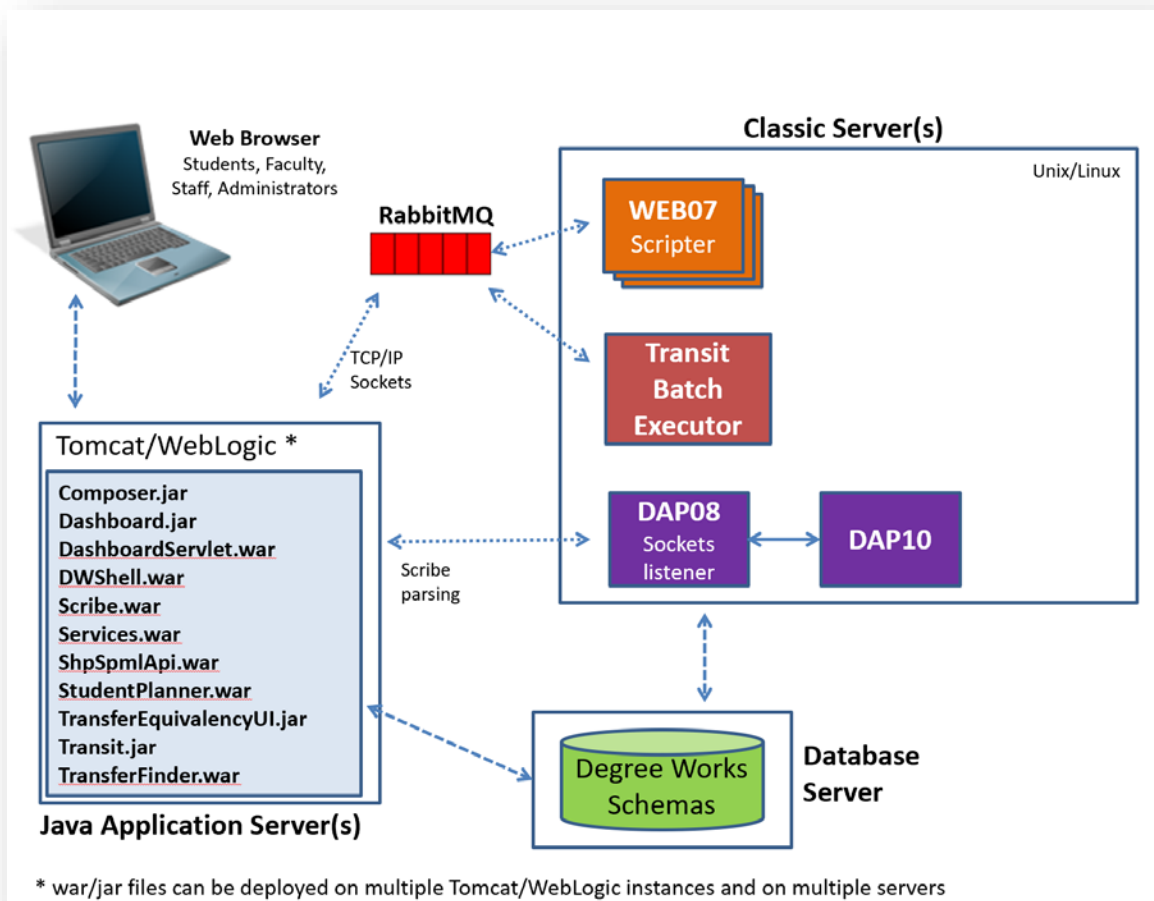 Web Browser
Students, Faculty,
Staff, Administrators
RabbitMQ
TCP/IP
Sockets
Classic Server(s)
Unix/Linux
WEB07
Scripter
Transit
Batch
Executor
DAP08
Sockets
listener
DAP10
Scribe
parsing
Tomcat/WebLogic *
Composer.jar
Dashboard.jar
DashboardServlet.war
DWShell.war
Scribe.war
Services.war
ShpSpmlApi.war
StudentPlanner.war
TransferEquivalencyUI.jar
Transit.jar
TransferFinder.war
Java Application Server(s)
Degree Works
Schemas
Database
Server
* war/jar files can be deployed on multiple Tomcat/WebLogic instances and on multiple servers